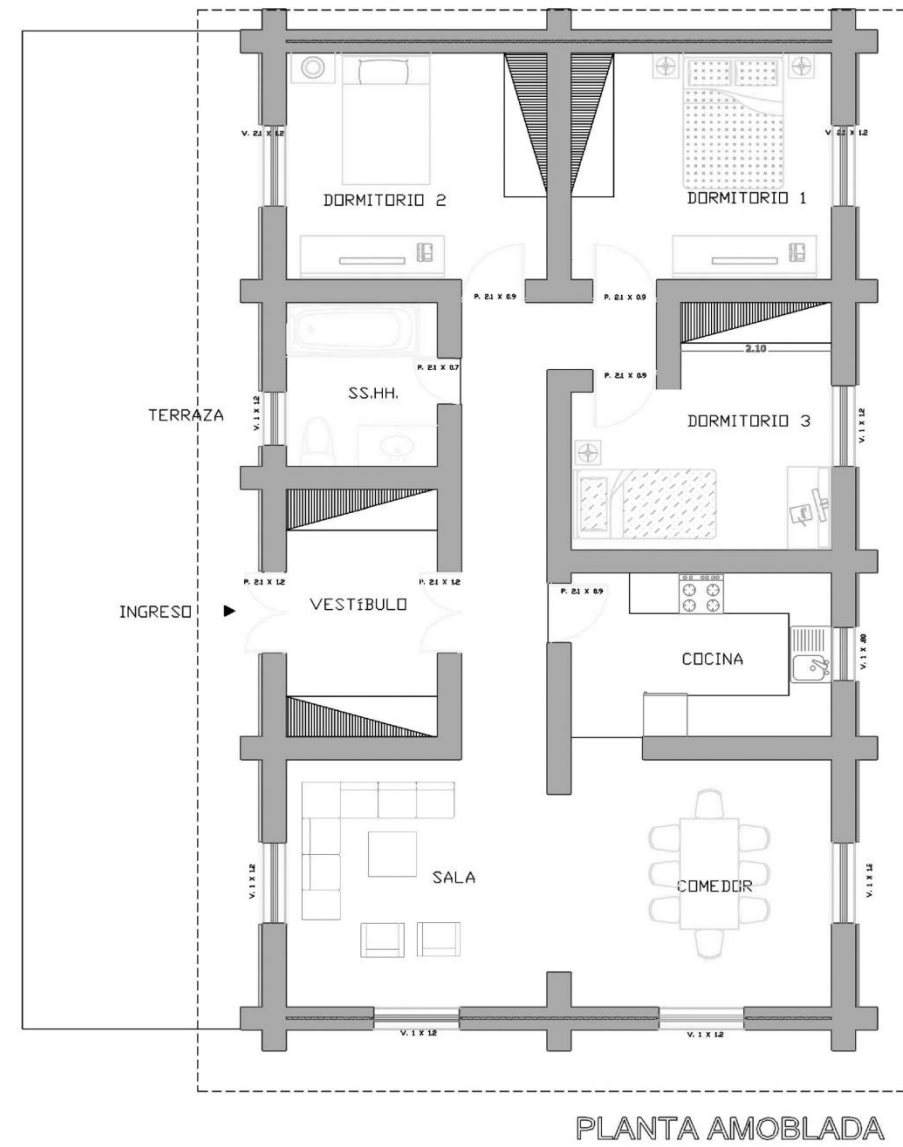 V. 2.1 X 1.2
V. 2.1 X 1.2
DORMITORIO 2
DORMITORIO 1
P. 2.1 X 0.9
P. 2.1 X 0.9
2.10
P. 2.1 X 0.7
P. 2.1 X 0.9
SS.HH.
TERRAZA
V. 1 X 1.2
DORMITORIO 3
V. 1 X 1.2
P. 2.1 X 1.2
P. 2.1 X 1.2
P. 2.1 X 0.9
INGRESO
VESTÍBULO
COCINA
V. 1 X .80
SALA
COMEDOR
V. 1 X 1.2
V. 1 X 1.2
V. 1 X 1.2
V. 1 X 1.2
PLANTA AMOBLADA